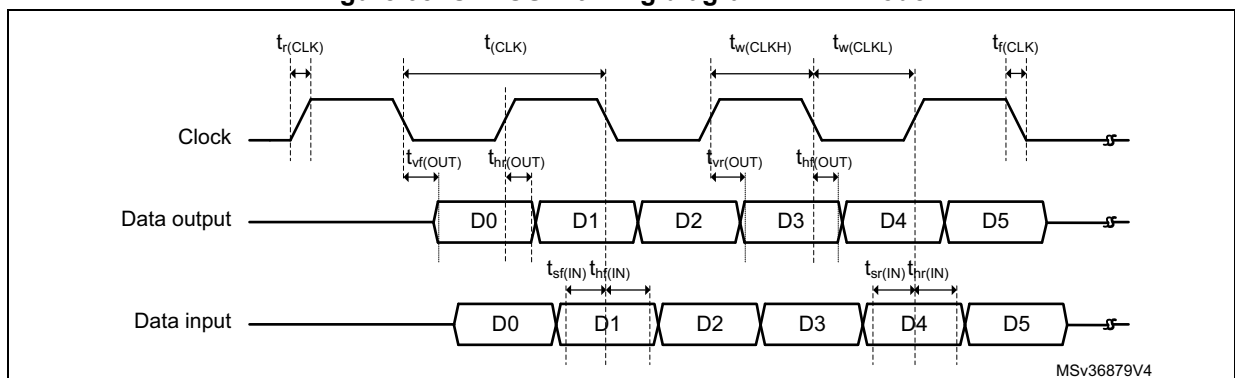 tr(CLK) t(CLK) tw(CLKH) tw(CLKL) tf(CLK)
Clock
tvf(OUT) thr(OUT) tvr(OUT) thf(OUT)
Data output D0 D1 D2 D3 D4 D5
tsf(IN) thf(IN) tsr(IN) thr(IN)
Data input D0 D1 D2 D3 D4 D5
MSv36879V4